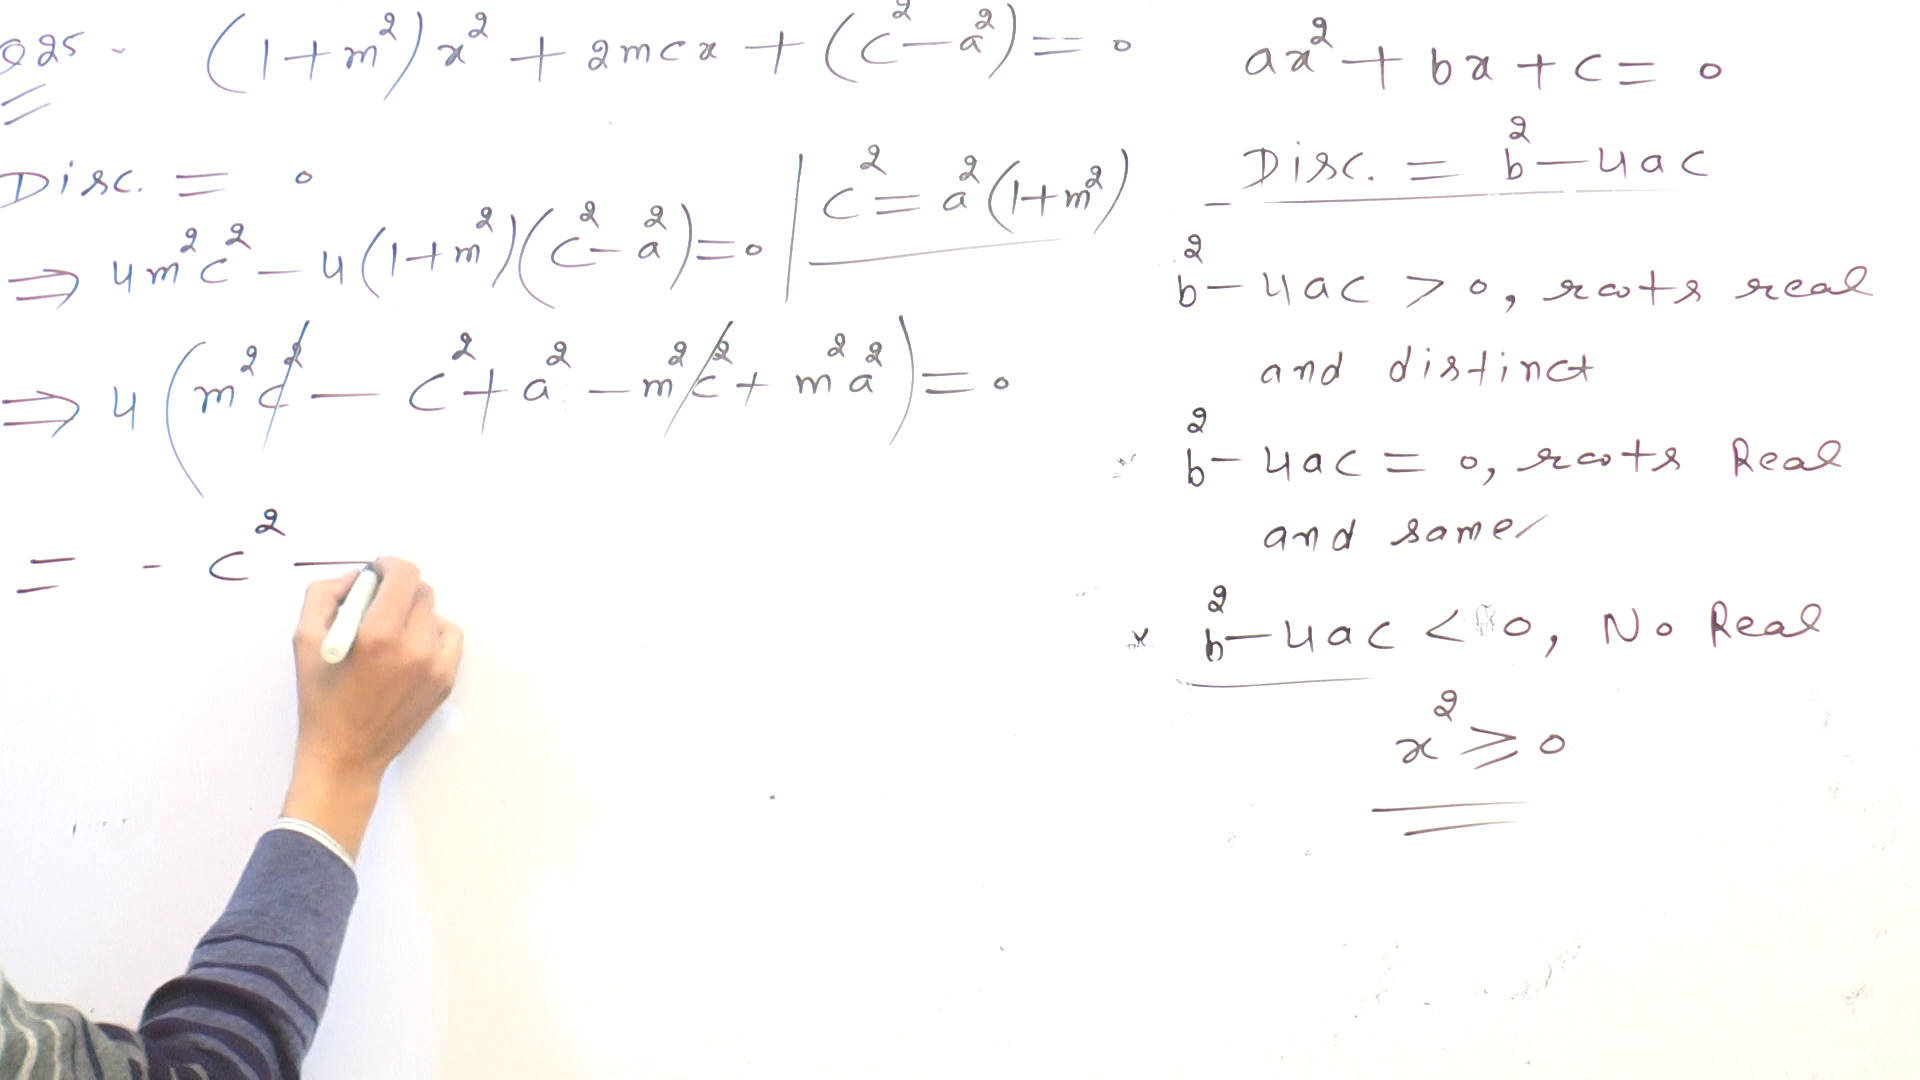 Q25. (1+m²)x² + 2mcx + (c²-a²) = 0
Disc. = 0
c² = a²(1+m²)
⇒ 4m²c² - 4(1+m²)(c²-a²) = 0
⇒ 4(m²c² - c² + a² - m²c² + m²a²) = 0
= - c² -
ax² + bx + c = 0
Disc. = b² - 4ac
b² - 4ac > 0, roots real
and distinct
b² - 4ac = 0, roots Real
and same
b² - 4ac < 0, No Real
x² ≥ 0